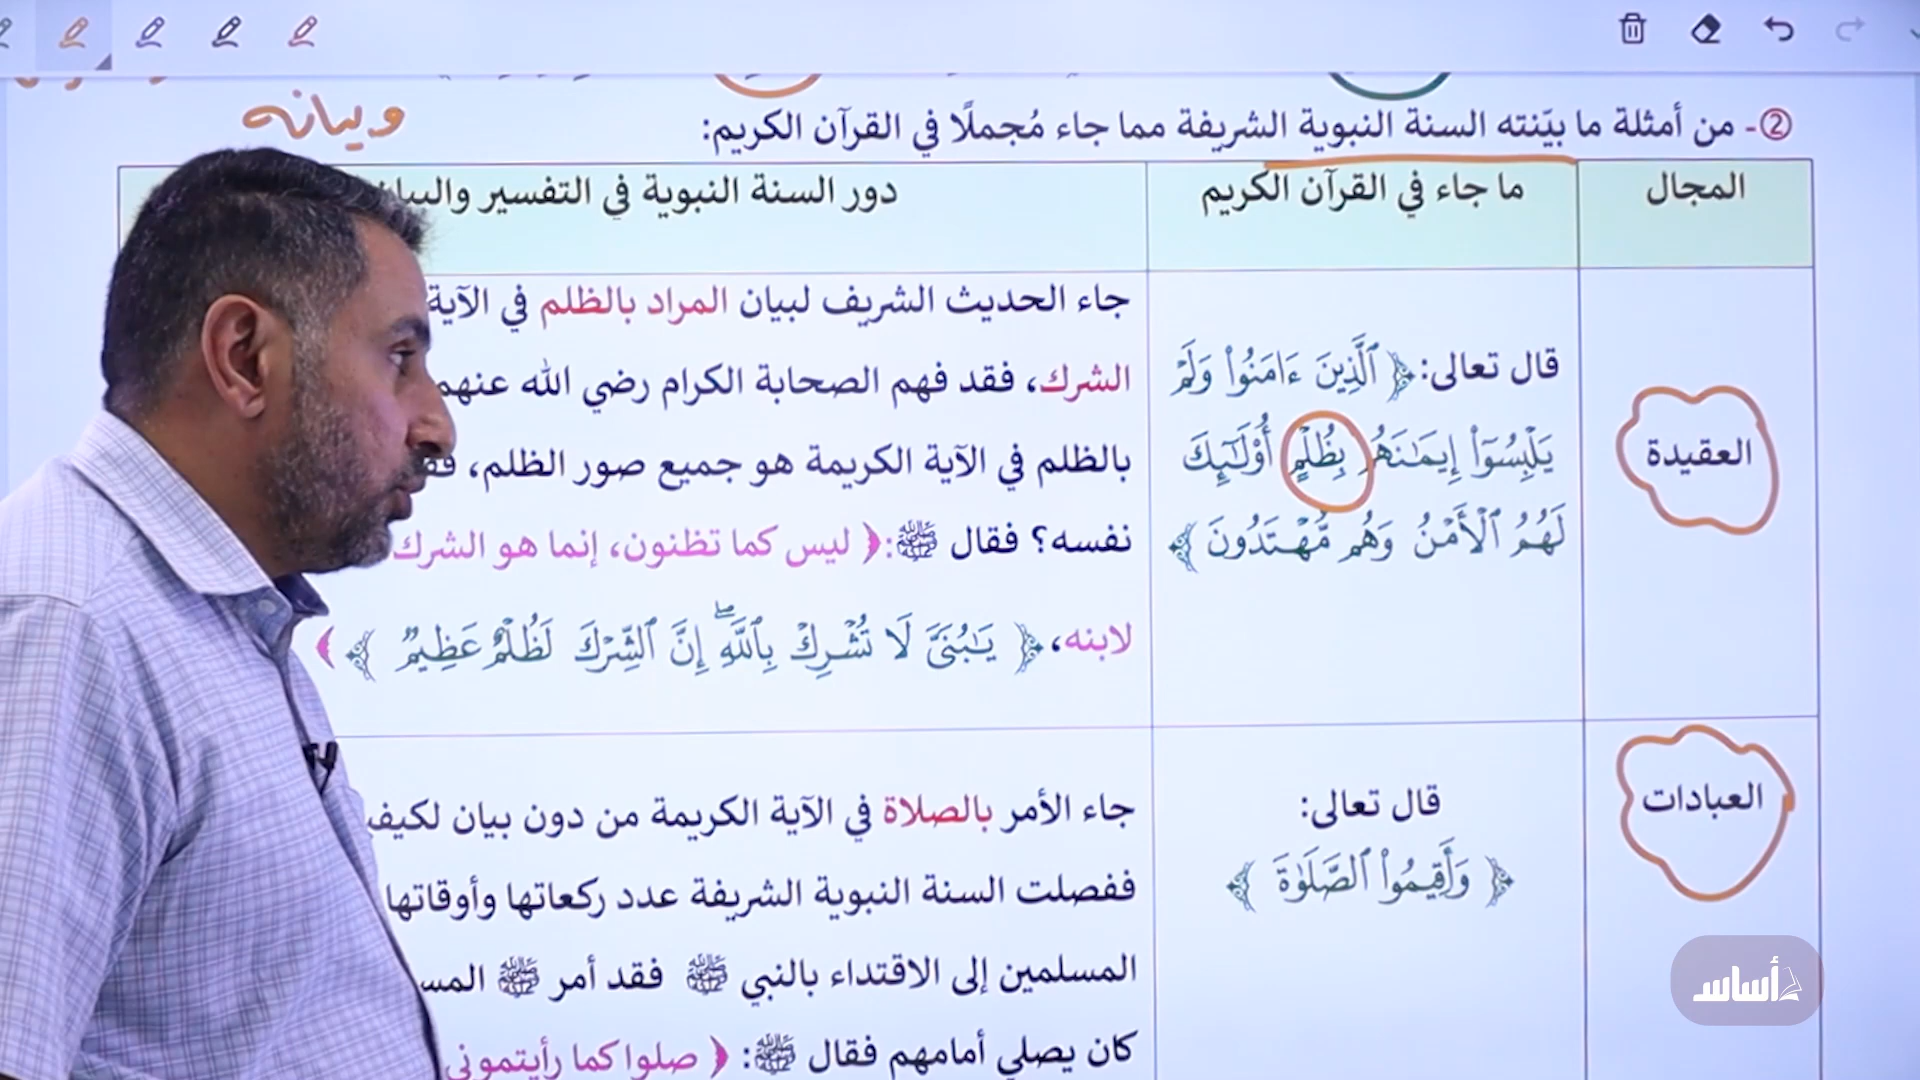 وبيانه
②- من أمثلة ما بيّنته السنة النبوية الشريفة مما جاء مُجملًا في القرآن الكريم:
المجال
ما جاء في القرآن الكريم
دور السنة النبوية في التفسير والبيا
العقيدة
قال تعالى: ﴿ ٱلَّذِينَ ءَامَنُواْ وَلَمْ
يَلْبِسُوٓاْ إِيمَـٰنَهُم بِظُلْمٍ أُوْلَـٰٓئِكَ
لَهُمُ ٱلْأَمْنُ وَهُم مُّهْتَدُونَ ﴾
جاء الحديث الشريف لبيان المراد بالظلم في الآية
الشرك، فقد فهم الصحابة الكرام رضي الله عنهم
بالظلم في الآية الكريمة هو جميع صور الظلم،
نفسه؟ فقال ﷺ: ﴿ ليس كما تظنون، إنما هو الشرك
لابنه، ﴿ يَـٰبُنَىَّ لَا تُشْرِكْ بِٱللَّهِ ۖ إِنَّ ٱلشِّرْكَ لَظُلْمٌ عَظِيمٌ ﴾ ﴾
العبادات
قال تعالى:
﴿ وَأَقِيمُواْ ٱلصَّلَوٰةَ ﴾
جاء الأمر بالصلاة في الآية الكريمة من دون بيان لكيفي
ففصلت السنة النبوية الشريفة عدد ركعاتها وأوقاتها
المسلمين إلى الاقتداء بالنبي ﷺ فقد أمر ﷺ المس
كان يصلي أمامهم فقال ﷺ: ﴿ صلوا كما رأيتموني
أساس